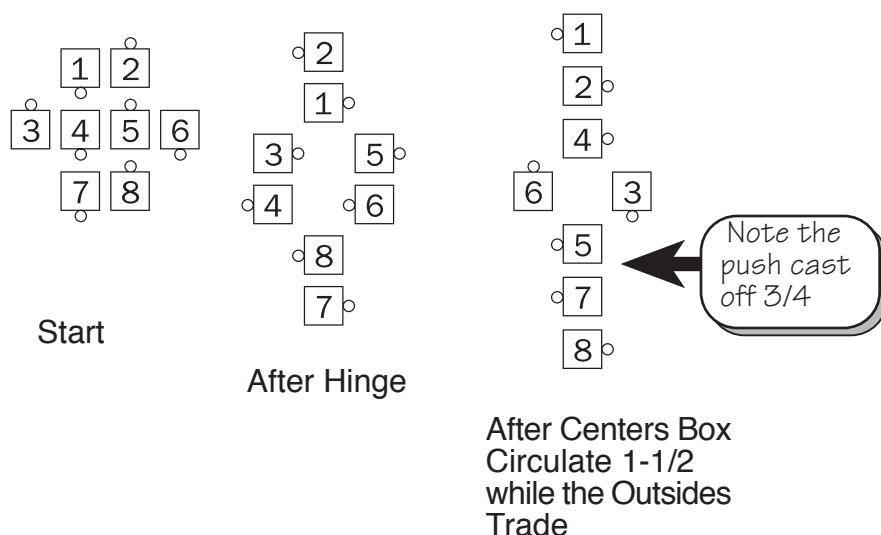 1 2
3 4 5 6
7 8
Start
2
1
3 5
4 6
8
7
After Hinge
1
2
4
6 3
5
7
8
Note the
push cast
off 3/4
After Centers Box
Circulate 1-1/2
while the Outsides
Trade